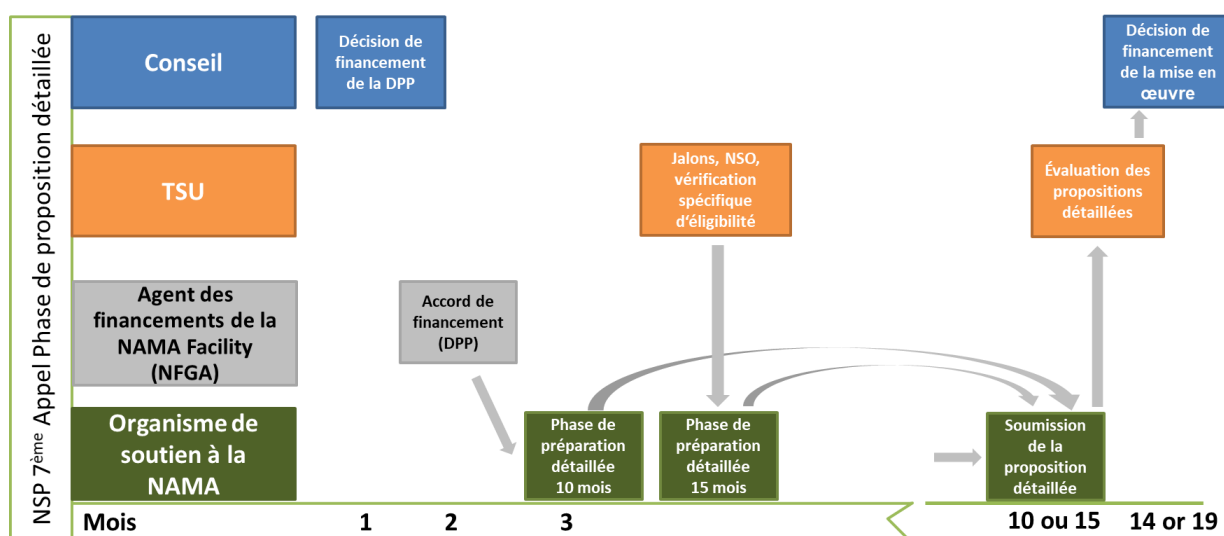 NSP 7ème Appel Phase de proposition détaillée
Conseil
Décision de
financement
de la DPP
Décision de
financement
de la mise en
œuvre
TSU
Jalons, NSO,
vérification
spécifique
d'éligibilité
Évaluation des
propositions
détaillées
Agent des
financements de la
NAMA Facility
(NFGA)
Accord de
financement
(DPP)
Organisme de
soutien à la
NAMA
Phase de
préparation
détaillée
10 mois
Phase de
préparation
détaillée
15 mois
Soumission
de la
proposition
détaillée
Mois
1
2
3
10 ou 15
14 or 19